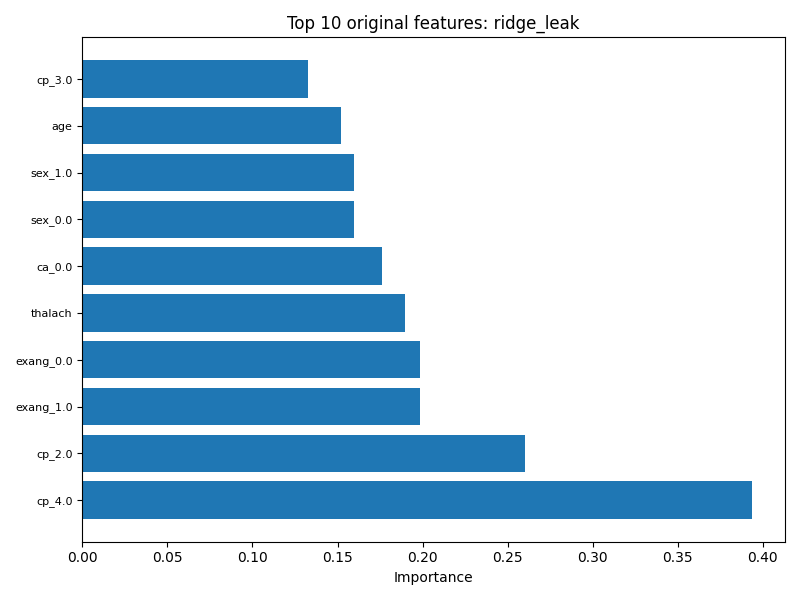 Top 10 original features: ridge_leak
cp_3.0
age
sex_1.0
sex_0.0
ca_0.0
thalach
exang_0.0
exang_1.0
cp_2.0
cp_4.0
0.00 0.05 0.10 0.15 0.20 0.25 0.30 0.35 0.40
Importance